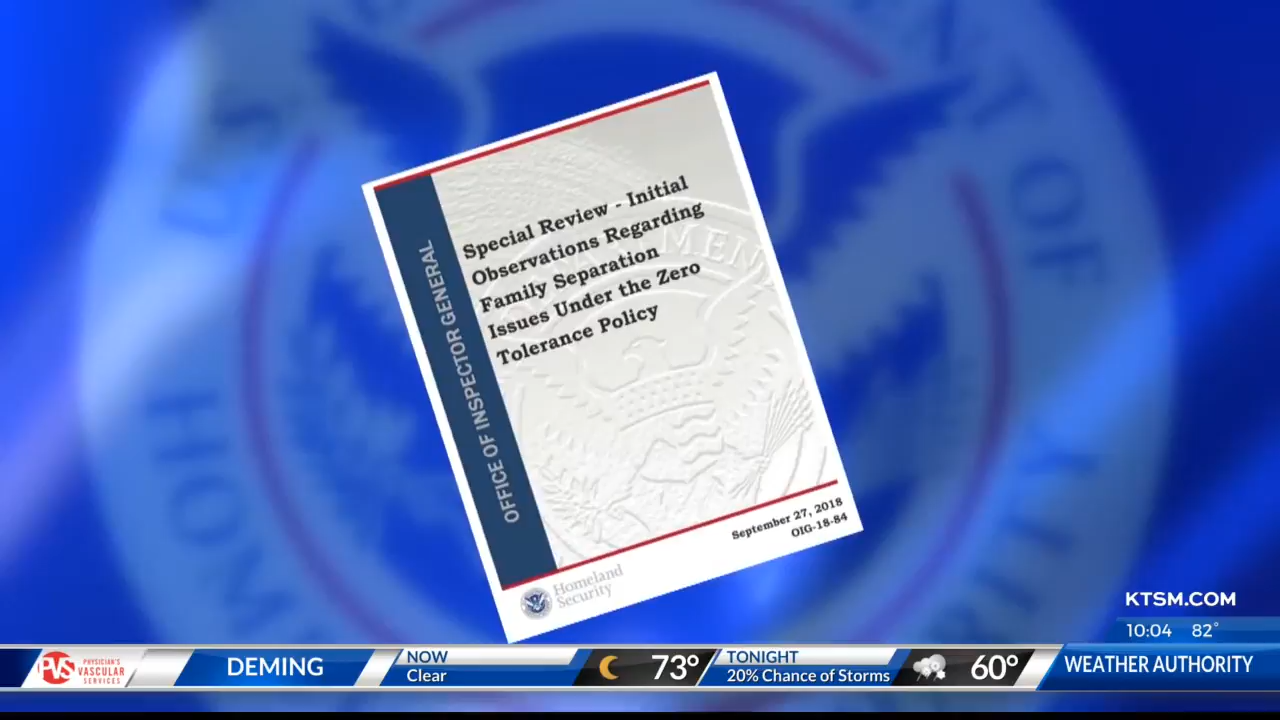 OFFICE OF INSPECTOR GENERAL
Special Review - Initial
Observations Regarding
Family Separation
Issues Under the Zero
Tolerance Policy
September 27, 2018
OIG-18-84
Homeland
Security
KTSM.COM
10:04 82°
PVS PHYSICIAN'S
VASCULAR
SERVICES
DEMING
NOW
Clear
73°
TONIGHT
20% Chance of Storms
60°
WEATHER AUTHORITY